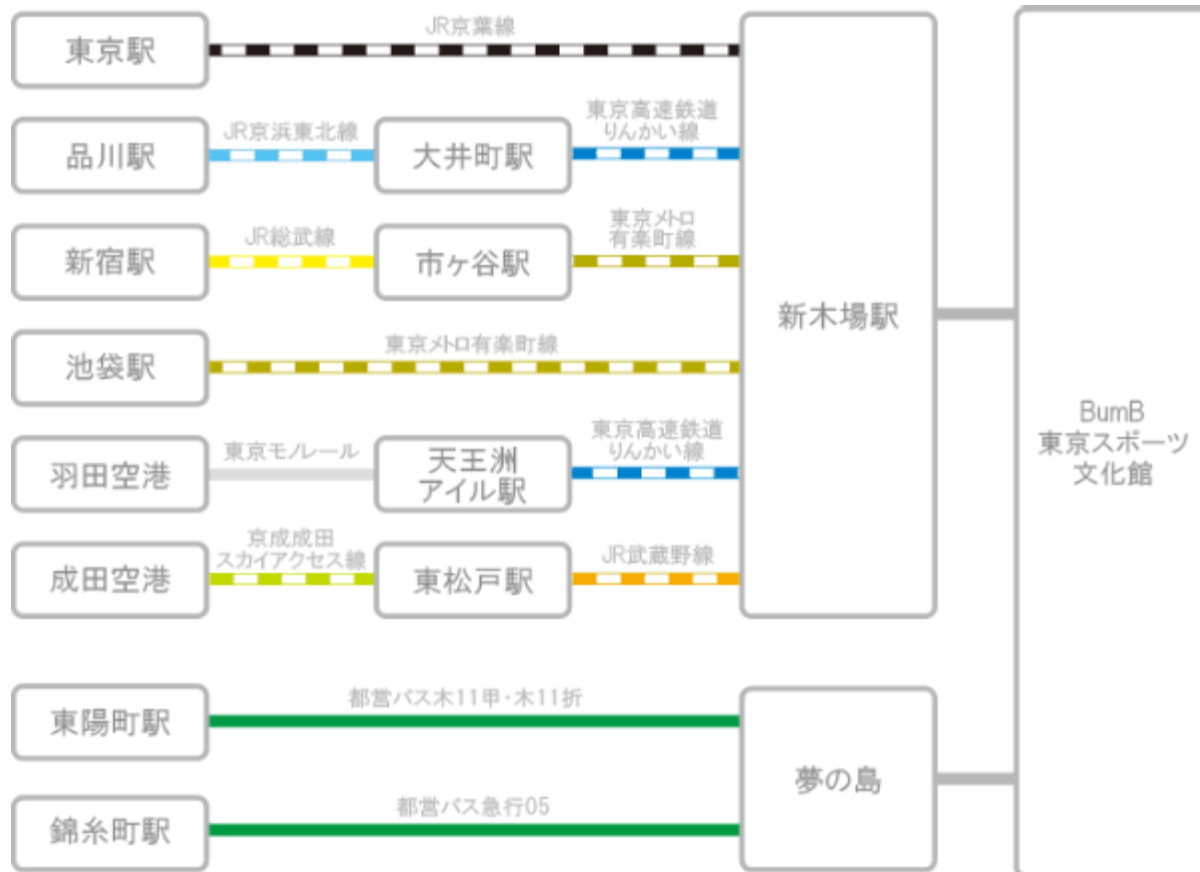 JR京葉線
東京駅
JR京浜東北線
東京高速鉄道
りんかい線
品川駅
大井町駅
JR総武線
東京メトロ
有楽町線
新宿駅
市ヶ谷駅
新木場駅
東京メトロ有楽町線
池袋駅
BumB
東京スポーツ
文化館
東京モノレール
東京高速鉄道
りんかい線
羽田空港
天王洲
アイル駅
京成成田
スカイアクセス線
JR武蔵野線
成田空港
東松戸駅
都営バス木11甲・木11折
東陽町駅
夢の島
都営バス急行05
錦糸町駅